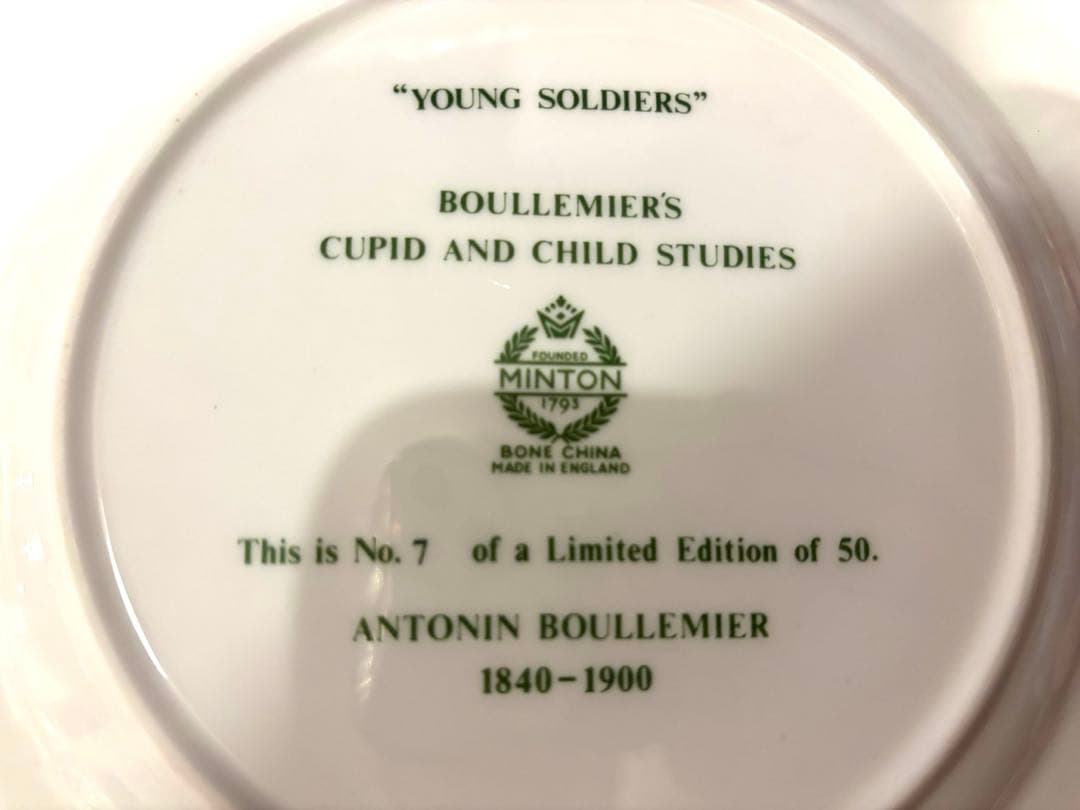 “YOUNG SOLDIERS”
BOULLEMIER'S
CUPID AND CHILD STUDIES
FOUNDED
MINTON
1793
BONE CHINA
MADE IN ENGLAND
This is No. 7 of a Limited Edition of 50.
ANTONIN BOULLEMIER
1840–1900